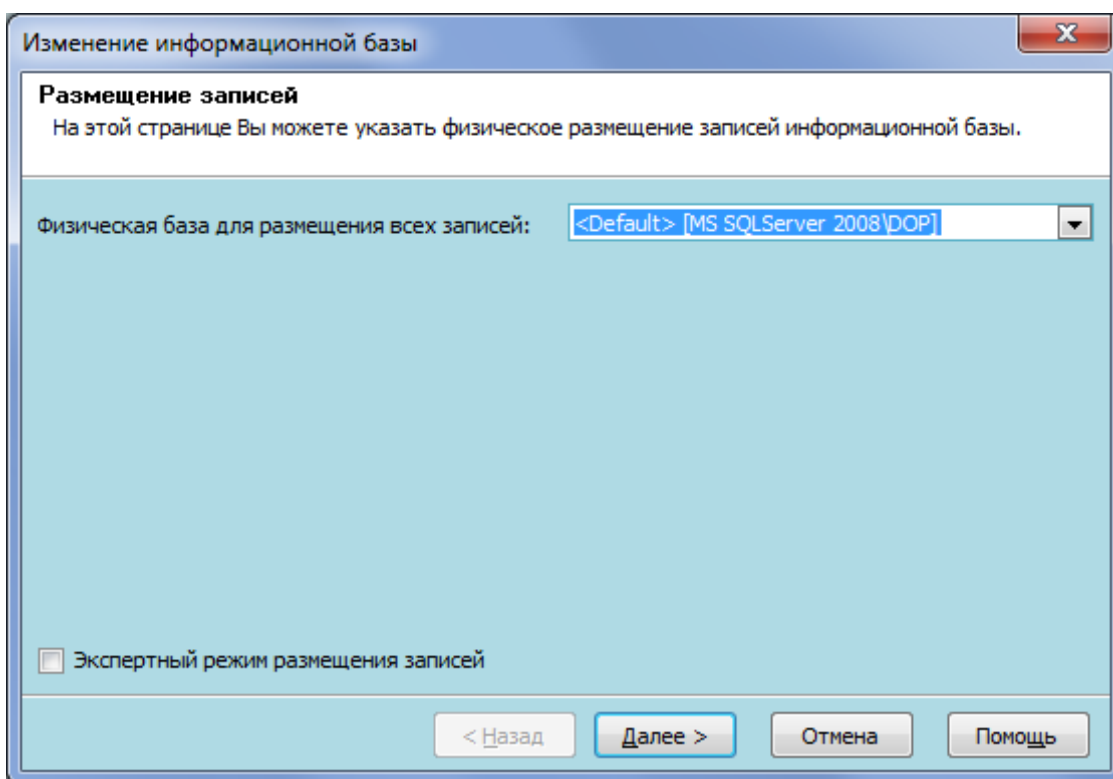 Изменение информационной базы
Размещение записей
На этой странице Вы можете указать физическое размещение записей информационной базы.
Физическая база для размещения всех записей: <Default> [MS SQLServer 2008\DOP]
Экспертный режим размещения записей
< Назад Далее > Отмена Помощь